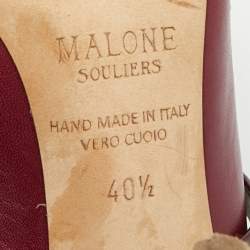 MALONE
SOULIERS
HAND MADE IN ITALY
VERO CUOIO
40½